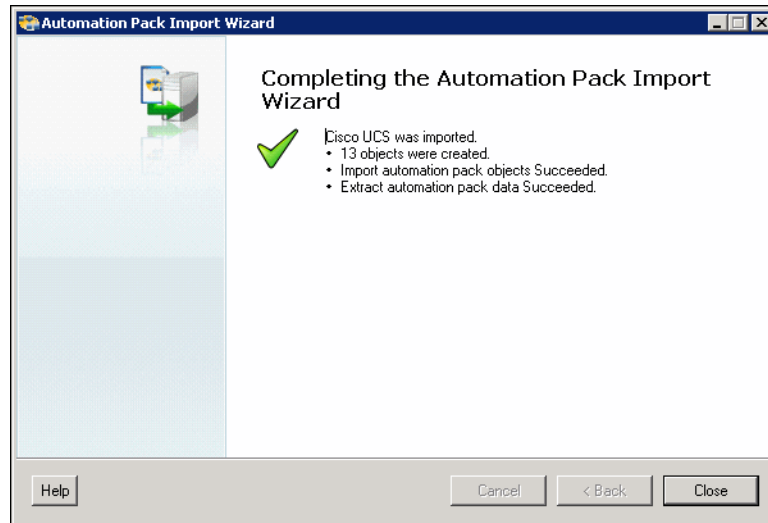 Automation Pack Import Wizard
Completing the Automation Pack Import
Wizard
Cisco UCS was imported.
• 13 objects were created.
• Import automation pack objects Succeeded.
• Extract automation pack data Succeeded.
Help
Cancel
< Back
Close